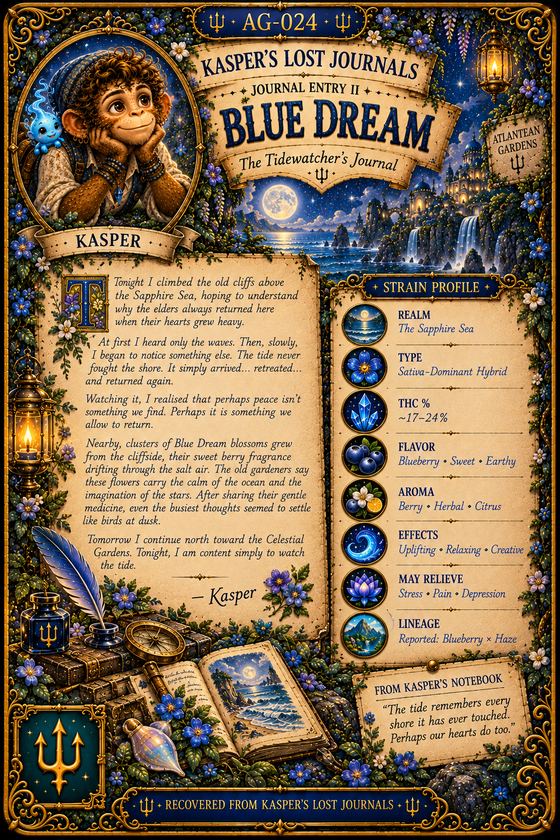 AG-024
KASPER'S LOST JOURNALS
JOURNAL ENTRY II
BLUE DREAM
The Tidewatcher's Journal
ATLANTEAN
GARDENS
KASPER
Tonight I climbed the old cliffs above
the Sapphire Sea, hoping to understand
why the elders always returned here
when their hearts grew heavy.
At first I heard only the waves. Then, slowly,
I began to notice something else. The tide never
fought the shore. It simply arrived... retreated...
and returned again.
Watching it, I realised that perhaps peace isn't
something we find. Perhaps it is something we
allow to return.
Nearby, clusters of Blue Dream blossoms grew
from the cliffside, their sweet berry fragrance
drifting through the salt air. The old gardeners say
these flowers carry the calm of the ocean and the
imagination of the stars. After sharing their gentle
medicine, even the busiest thoughts seemed to settle
like birds at dusk.
Tomorrow I continue north toward the Celestial
Gardens. Tonight, I am content simply to watch
the tide.
– Kasper
STRAIN PROFILE
REALM
The Sapphire Sea
TYPE
Sativa-Dominant Hybrid
THC %
~17–24%
FLAVOR
Blueberry • Sweet • Earthy
AROMA
Berry • Herbal • Citrus
EFFECTS
Uplifting • Relaxing • Creative
MAY RELIEVE
Stress • Pain • Depression
LINEAGE
Reported: Blueberry × Haze
FROM KASPER'S NOTEBOOK
"The tide remembers every
shore it has ever touched.
Perhaps our hearts do too."
RECOVERED FROM KASPER'S LOST JOURNALS